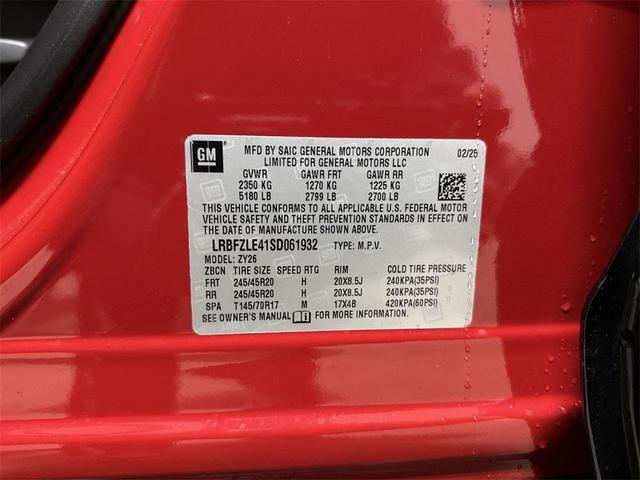 GM
MFD BY SAIC GENERAL MOTORS CORPORATION 02/25
LIMITED FOR GENERAL MOTORS LLC
GVWR GAWR FRT GAWR RR
2350 KG 1270 KG 1225 KG
5180 LB 2799 LB 2700 LB
THIS VEHICLE CONFORMS TO ALL APPLICABLE U.S. FEDERAL MOTOR
VEHICLE SAFETY AND THEFT PREVENTION STANDARDS IN EFFECT ON
THE DATE OF MANUFACTURE SHOWN ABOVE.
LRBFZLE41SD061932 TYPE: M.P.V.
MODEL: ZY26
ZBCN TIRE SIZE SPEED RTG RIM COLD TIRE PRESSURE
FRT 245/45R20 H 20X8.5J 240KPA(35PSI)
RR 245/45R20 H 20X8.5J 240KPA(35PSI)
SPA T145/70R17 M 17X4B 420KPA(60PSI)
SEE OWNER'S MANUAL FOR MORE INFORMATION.